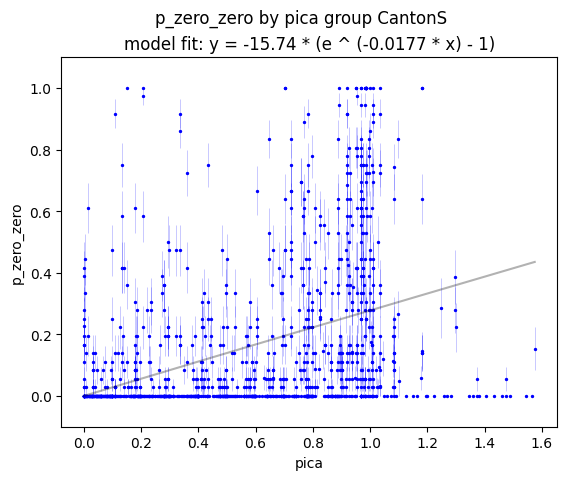 p_zero_zero by pica group CantonS
model fit: y = -15.74 * (e ^ (-0.0177 * x) - 1)
1.0
0.8
0.6
0.4
0.2
0.0
p_zero_zero
0.0 0.2 0.4 0.6 0.8 1.0 1.2 1.4 1.6
pica